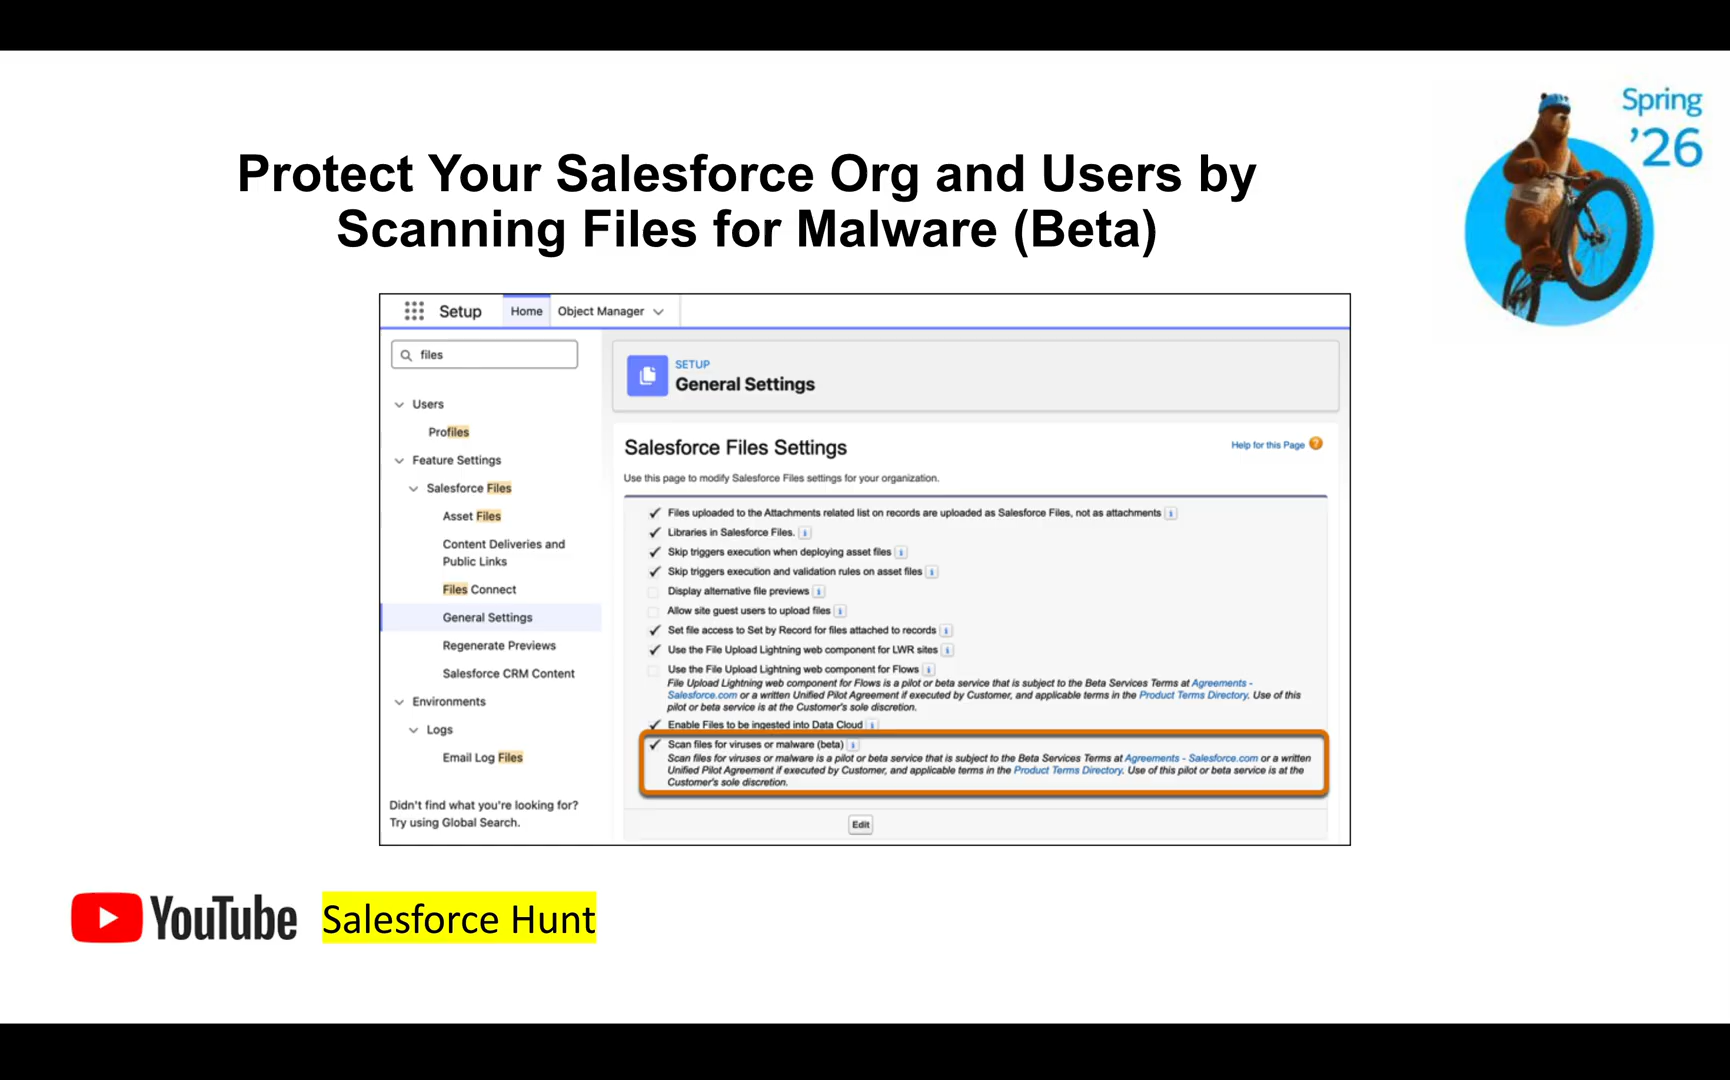 Spring
'26
Protect Your Salesforce Org and Users by
Scanning Files for Malware (Beta)
Setup
Home
Object Manager
files
Users
Profiles
Feature Settings
Salesforce Files
Asset Files
Content Deliveries and
Public Links
Files Connect
General Settings
Regenerate Previews
Salesforce CRM Content
Environments
Logs
Email Log Files
Didn't find what you're looking for?
Try using Global Search.
SETUP
General Settings
Salesforce Files Settings
Help for this Page ?
Use this page to modify Salesforce Files settings for your organization.
Files uploaded to the Attachments related list on records are uploaded as Salesforce Files, not as attachments i
Libraries in Salesforce Files. i
Skip triggers execution when deploying asset files i
Skip triggers execution and validation rules on asset files i
Display alternative file previews i
Allow site guest users to upload files i
Set file access to Set by Record for files attached to records i
Use the File Upload Lightning web component for LWR sites i
Use the File Upload Lightning web component for Flows i
File Upload Lightning web component for Flows is a pilot or beta service that is subject to the Beta Services Terms at Agreements -
Salesforce.com or a written Unified Pilot Agreement if executed by Customer, and applicable terms in the Product Terms Directory. Use of this
pilot or beta service is at the Customer's sole discretion.
Enable Files to be ingested into Data Cloud i
Scan files for viruses or malware (beta) i
Scan files for viruses or malware is a pilot or beta service that is subject to the Beta Services Terms at Agreements - Salesforce.com or a written
Unified Pilot Agreement if executed by Customer, and applicable terms in the Product Terms Directory. Use of this pilot or beta service is at the
Customer's sole discretion.
Edit
YouTube
Salesforce Hunt